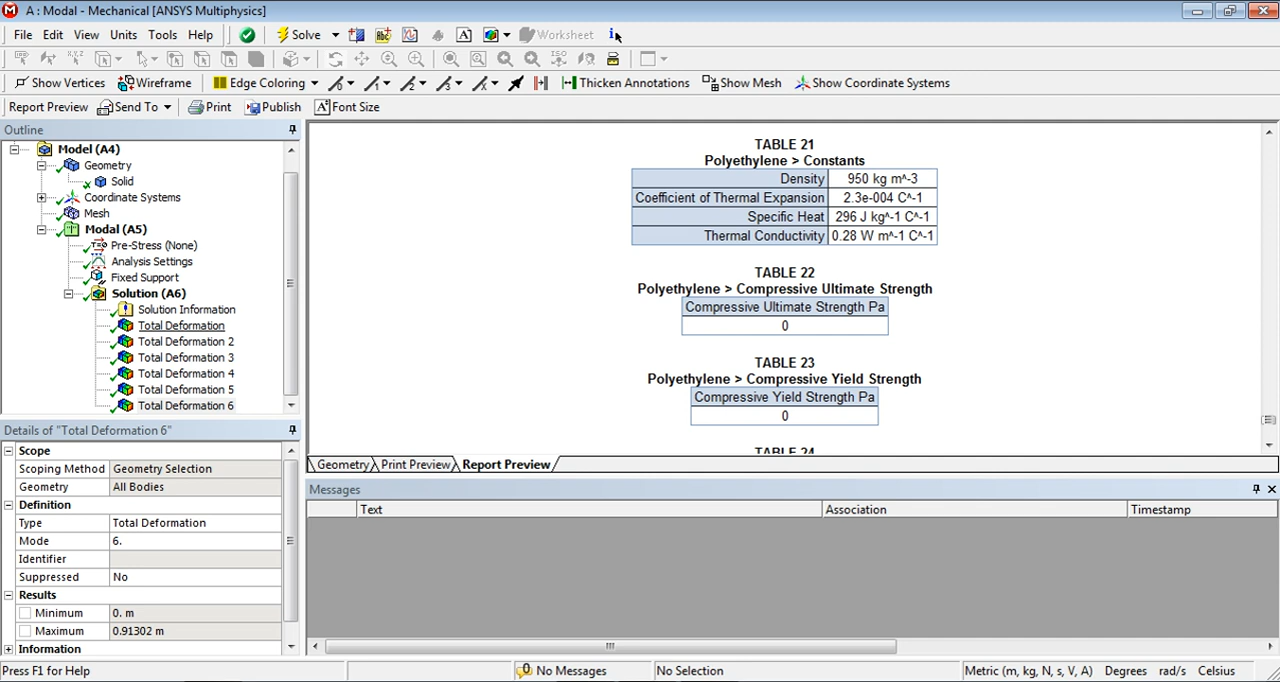 A : Modal - Mechanical [ANSYS Multiphysics]
File Edit View Units Tools Help Solve Worksheet
Show Vertices Wireframe Edge Coloring Thicken Annotations Show Mesh Show Coordinate Systems
Report Preview Send To Print Publish Font Size
Outline
Model (A4)
Geometry
Solid
Coordinate Systems
Mesh
Modal (A5)
Pre-Stress (None)
Analysis Settings
Fixed Support
Solution (A6)
Solution Information
Total Deformation
Total Deformation 2
Total Deformation 3
Total Deformation 4
Total Deformation 5
Total Deformation 6
Details of "Total Deformation 6"
Scope
Scoping Method Geometry Selection
Geometry All Bodies
Definition
Type Total Deformation
Mode 6.
Identifier
Suppressed No
Results
Minimum 0. m
Maximum 0.91302 m
Information
TABLE 21
Polyethylene > Constants
Density 950 kg m^-3
Coefficient of Thermal Expansion 2.3e-004 C^-1
Specific Heat 296 J kg^-1 C^-1
Thermal Conductivity 0.28 W m^-1 C^-1
TABLE 22
Polyethylene > Compressive Ultimate Strength
Compressive Ultimate Strength Pa
0
TABLE 23
Polyethylene > Compressive Yield Strength
Compressive Yield Strength Pa
0
TABLE 24
Geometry Print Preview Report Preview
Messages
Text Association Timestamp
Press F1 for Help 0 No Messages No Selection Metric (m, kg, N, s, V, A) Degrees rad/s Celsius